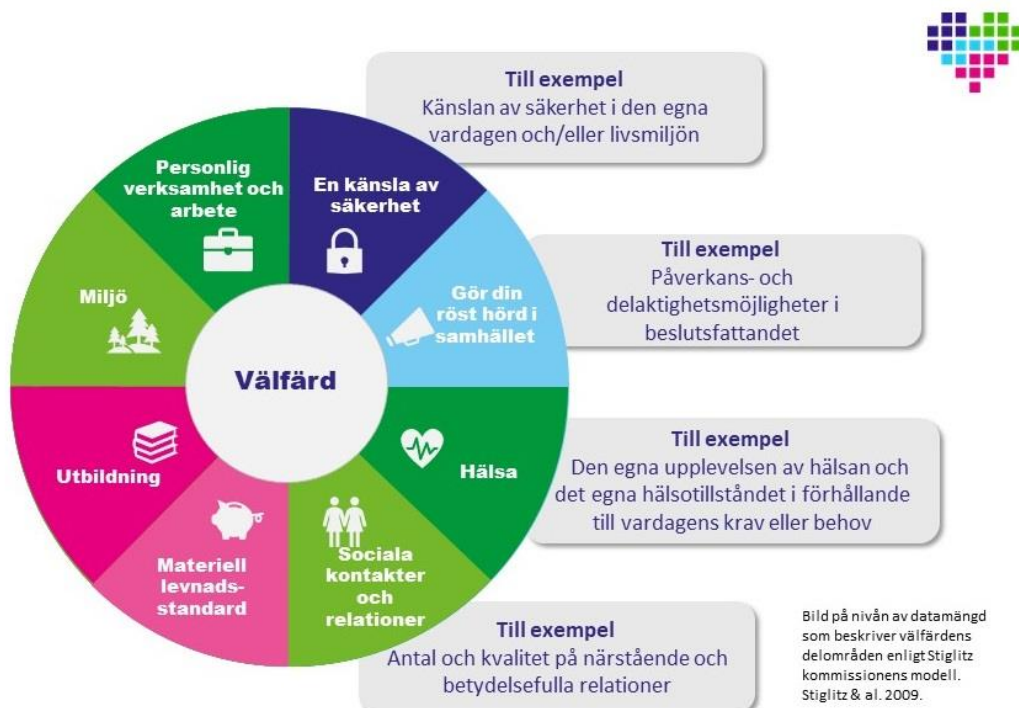 Till exempel
Känslan av säkerhet i den egna
vardagen och/eller livsmiljön
Personlig
verksamhet och
arbete
En känsla av
säkerhet
Till exempel
Påverkans- och
delaktighetsmöjligheter i
beslutsfattandet
Miljö
Gör din
röst hörd i
samhället
Välfärd
Till exempel
Den egna upplevelsen av hälsan och
det egna hälsotillståndet i förhållande
till vardagens krav eller behov
Utbildning
Hälsa
Materiell
levnads-
standard
Sociala
kontakter
och
relationer
Till exempel
Antal och kvalitet på närstående och
betydelsefulla relationer
Bild på nivån av datamängd
som beskriver välfärdens
delområden enligt Stiglitz
kommissionens modell.
Stiglitz & al. 2009.